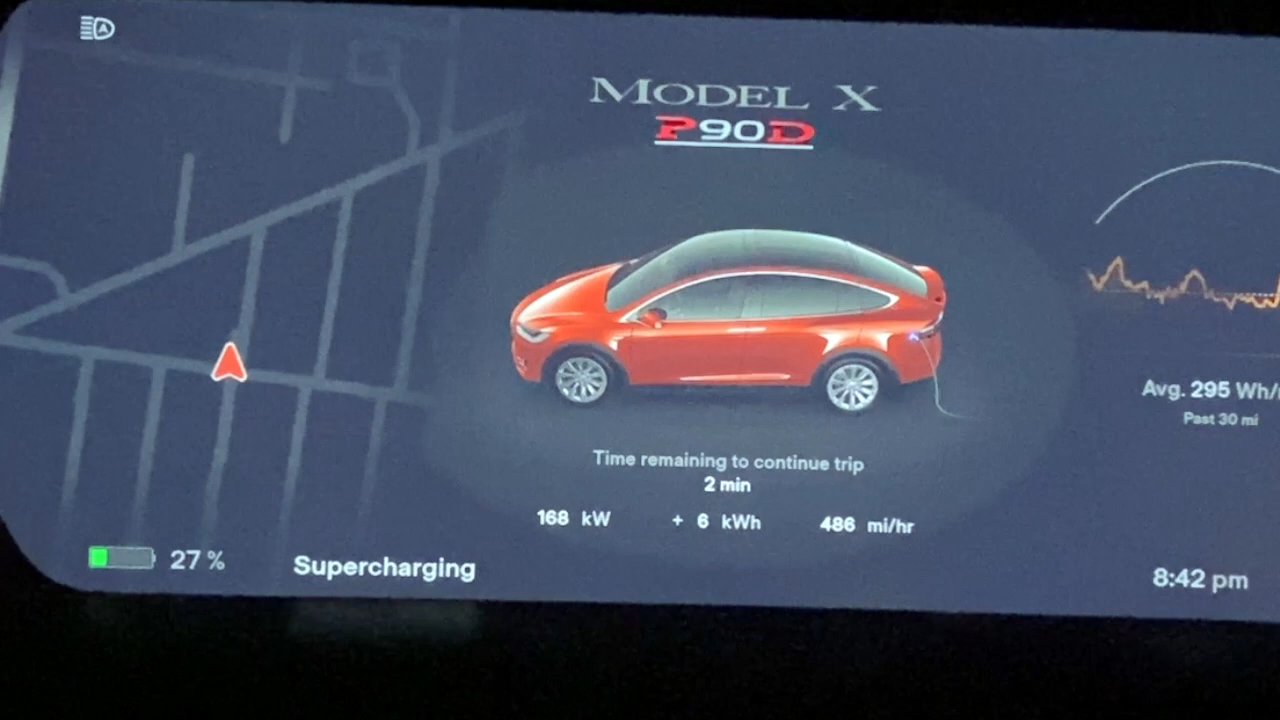 MODEL X
P90D
Avg. 295 Wh/
Past 30 mi
Time remaining to continue trip
2 min
168 kW
+ 6 kWh
486 mi/hr
27 %
Supercharging
8:42 pm